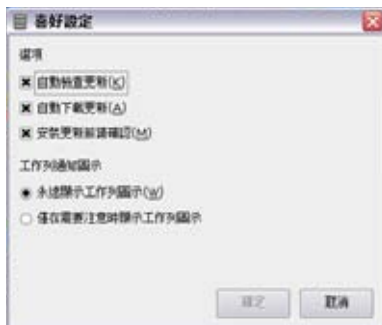 喜好設定
選項
自動檢查更新(K)
自動下載更新(A)
安裝更新前請確認(M)
工作列通知圖示
永遠顯示工作列圖示(W)
僅在需要注意時顯示工作列圖示
確定
取消